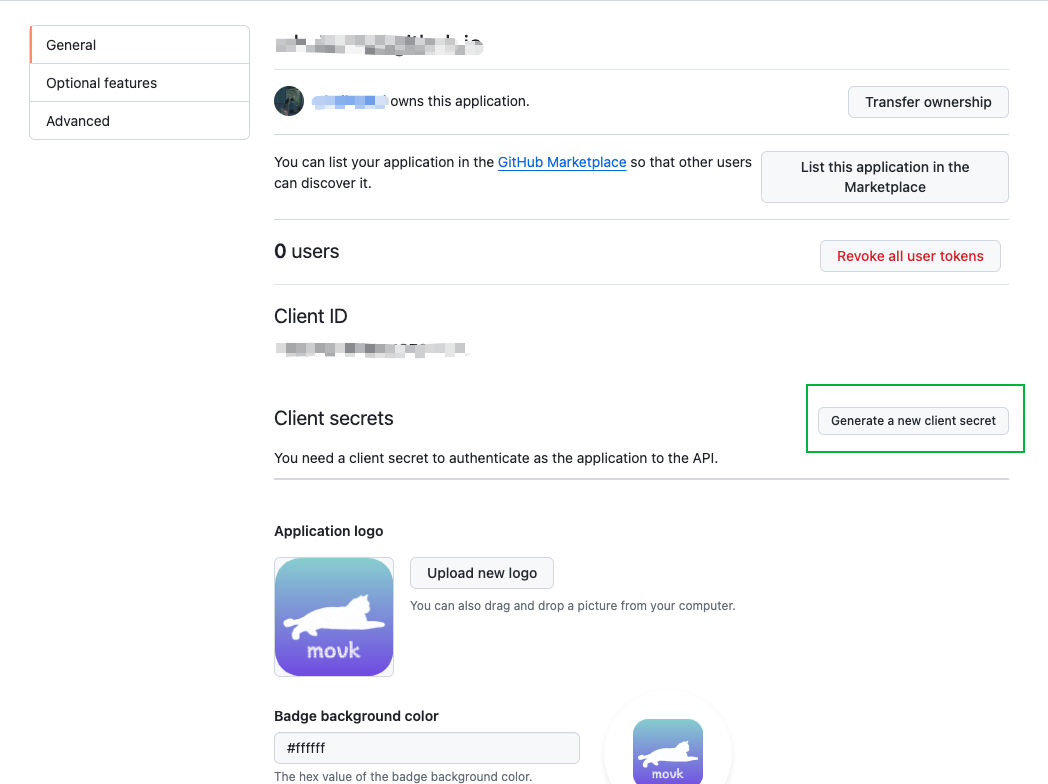 General
Optional features
Advanced
owns this application.
Transfer ownership
You can list your application in the GitHub Marketplace so that other users
can discover it.
List this application in the
Marketplace
0 users
Revoke all user tokens
Client ID
Client secrets
Generate a new client secret
You need a client secret to authenticate as the application to the API.
Application logo
movk
Upload new logo
You can also drag and drop a picture from your computer.
Badge background color
#ffffff
movk
The hex value of the badge background color.